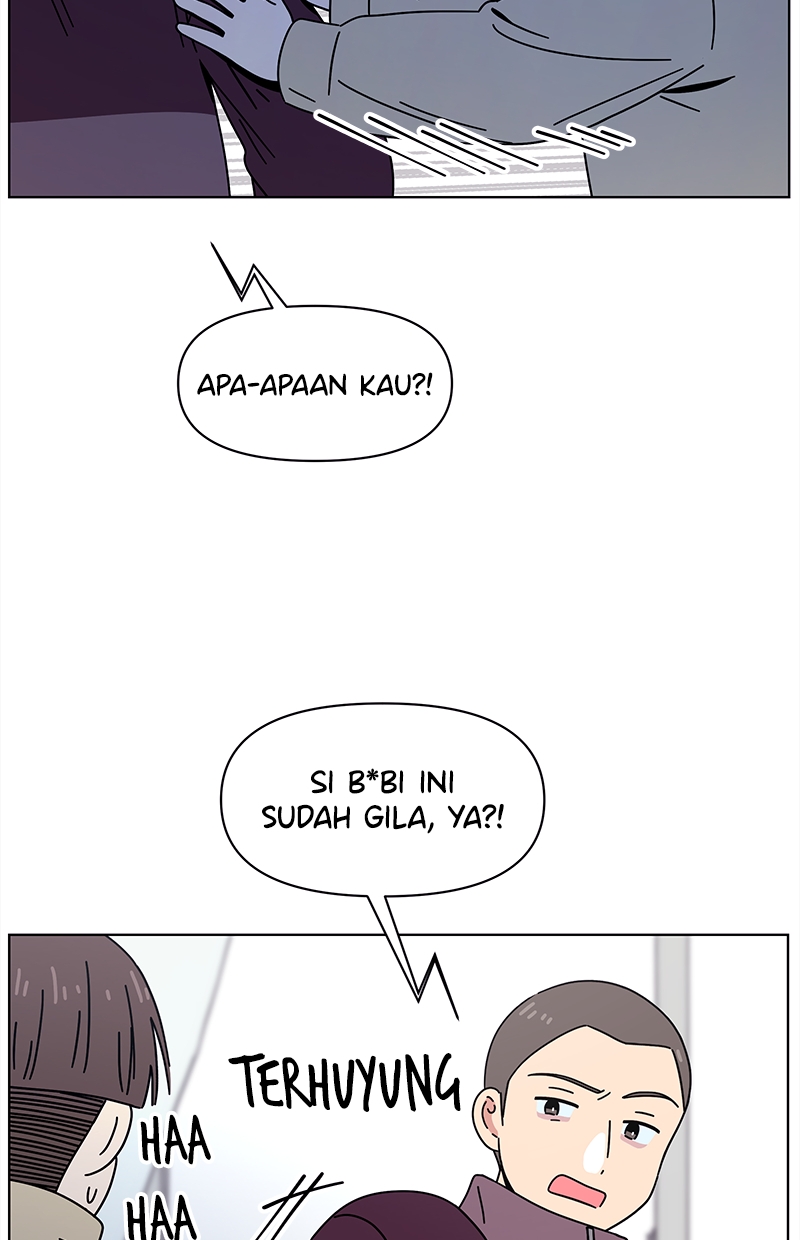 APA-APAAN KAU?!
SI B*BI INI
SUDAH GILA, YA?!
TERHUYUNG
HAA
HAA